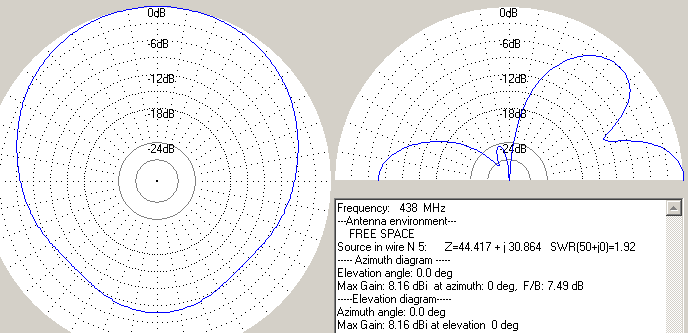 0dB
-6dB
-12dB
-18dB
-24dB
0dB
-6dB
-12dB
-18dB
-24dB
Frequency: 438 MHz
---Antenna environment---
FREE SPACE
Source in wire N 5: Z=44.417 + j 30.864 SWR(50+j0)=1.92
----- Azimuth diagram -----
Elevation angle: 0.0 deg
Max Gain: 8.16 dBi at azimuth: 0 deg, F/B: 7.49 dB
-----Elevation diagram-----
Azimuth angle: 0.0 deg
Max Gain: 8.16 dBi at elevation 0 deg